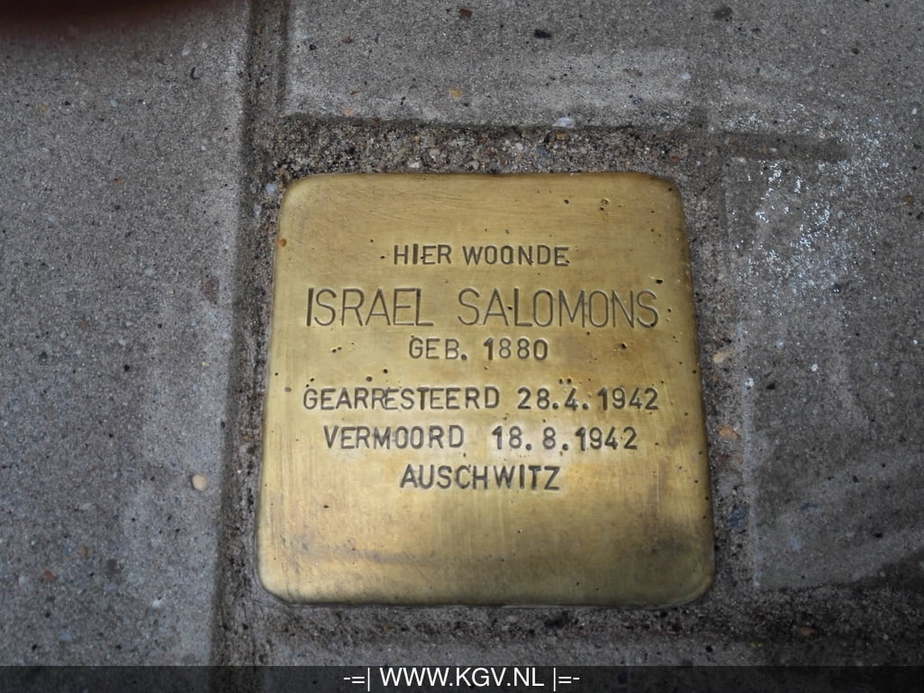 HIER WOONDE
ISRAEL SALOMONS
GEB. 1880
GEARRESTEERD 28.4.1942
VERMOORD 18.8.1942
AUSCHWITZ
-=| WWW.KGV.NL |=-